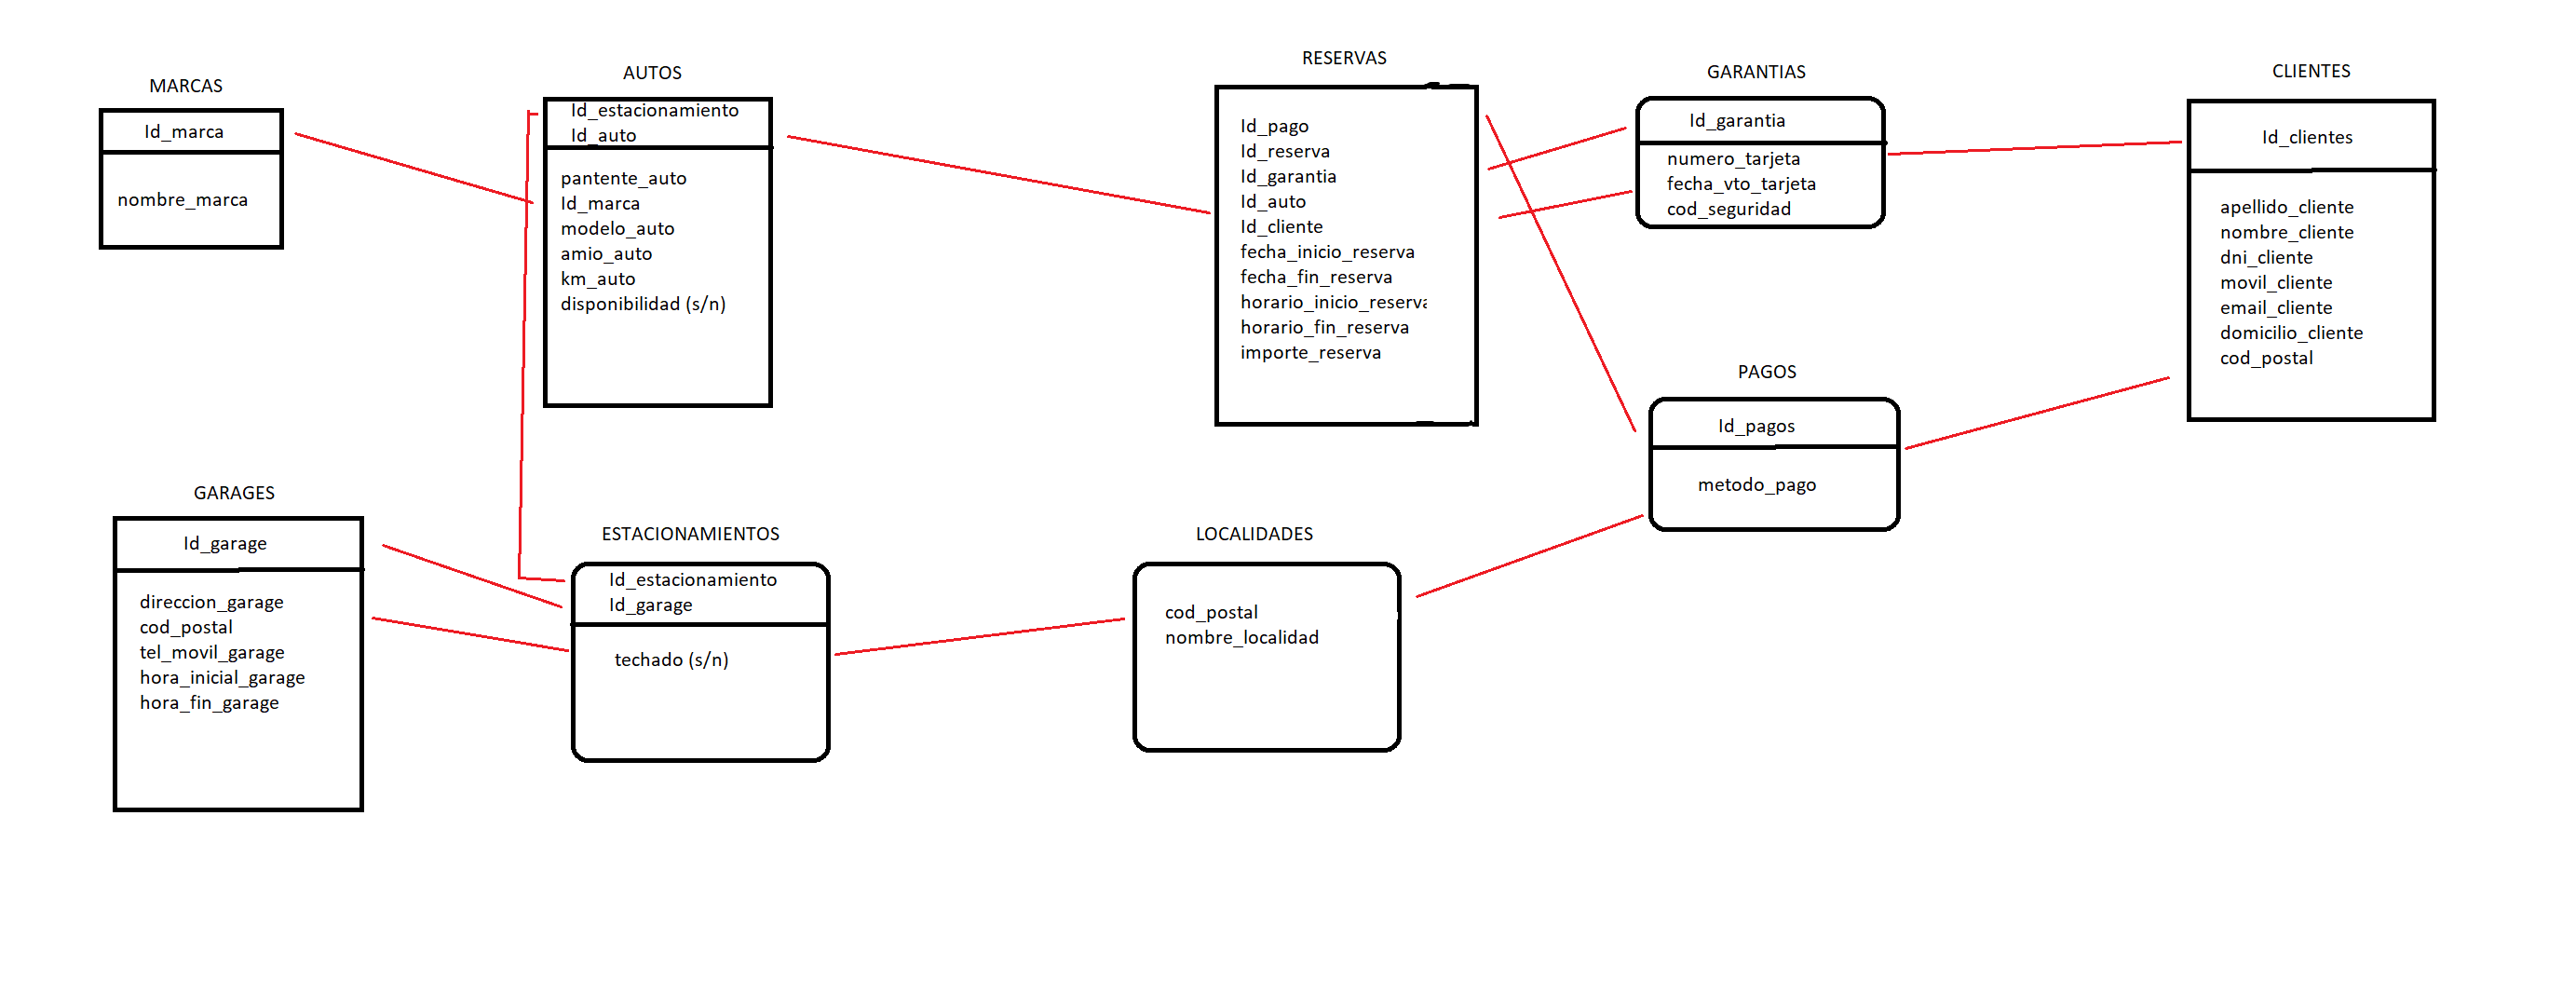 MARCAS
Id_marca
nombre_marca
AUTOS
Id_estacionamiento
Id_auto
pantente_auto
Id_marca
modelo_auto
amio_auto
km_auto
disponibilidad (s/n)
RESERVAS
Id_pago
Id_reserva
Id_garantia
Id_auto
Id_cliente
fecha_inicio_reserva
fecha_fin_reserva
horario_inicio_reserva
horario_fin_reserva
importe_reserva
GARANTIAS
Id_garantia
numero_tarjeta
fecha_vto_tarjeta
cod_seguridad
CLIENTES
Id_clientes
apellido_cliente
nombre_cliente
dni_cliente
movil_cliente
email_cliente
domicilio_cliente
cod_postal
PAGOS
Id_pagos
metodo_pago
GARAGES
Id_garage
direccion_garage
cod_postal
tel_movil_garage
hora_inicial_garage
hora_fin_garage
ESTACIONAMIENTOS
Id_estacionamiento
Id_garage
techado (s/n)
LOCALIDADES
cod_postal
nombre_localidad